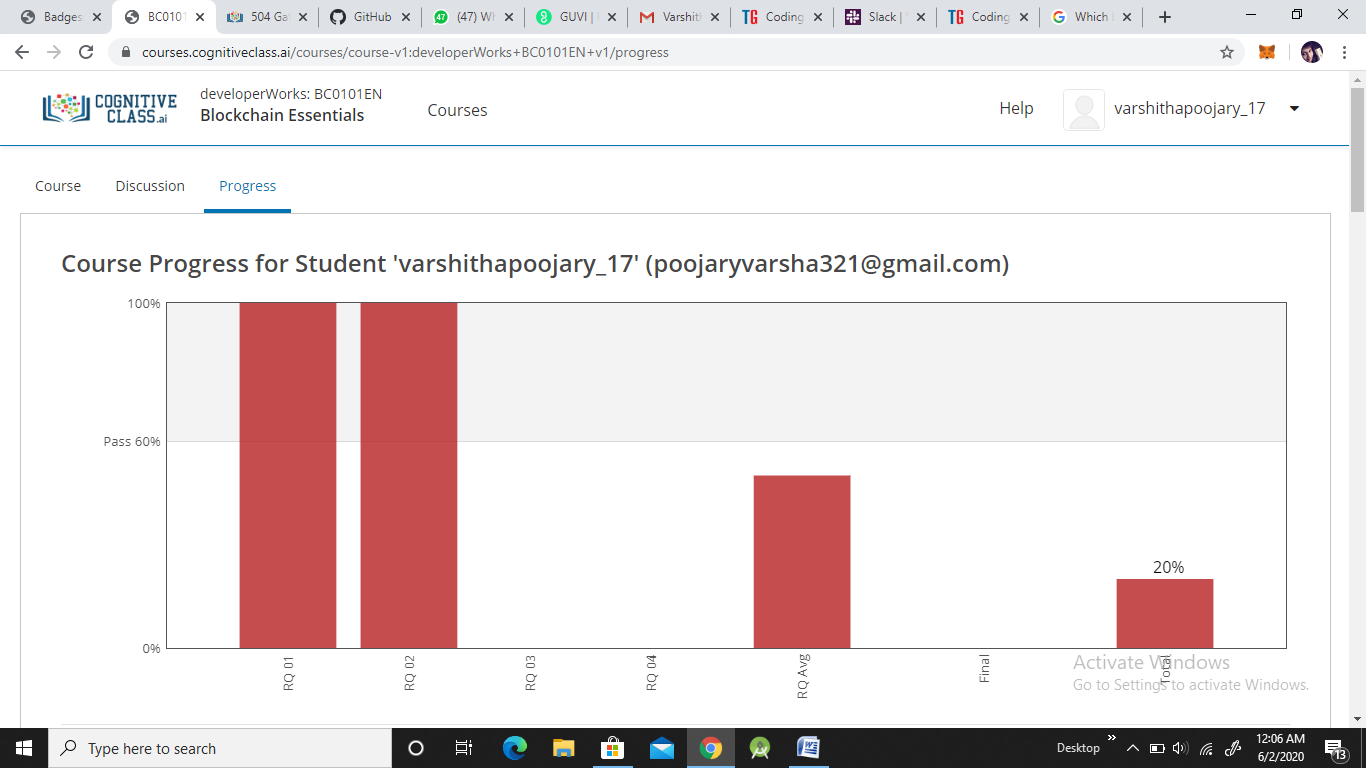 Badges
BC0101
504 Ga
GitHub
(47) Wh
GUVI |
Varshith
Coding
Slack |
Coding
Which
courses.cognitiveclass.ai/courses/course-v1:developerWorks+BC0101EN+v1/progress
COGNITIVE
CLASS.ai
developerWorks: BC0101EN
Blockchain Essentials
Courses
Help
varshithapoojary_17
Course
Discussion
Progress
Course Progress for Student 'varshithapoojary_17' (poojaryvarsha321@gmail.com)
100%
Pass 60%
0%
20%
RQ 01
RQ 02
RQ 03
RQ 04
RQ Avg
Final
Total
Activate Windows
Go to Settings to activate Windows.
Type here to search
Desktop
12:06 AM
6/2/2020
13